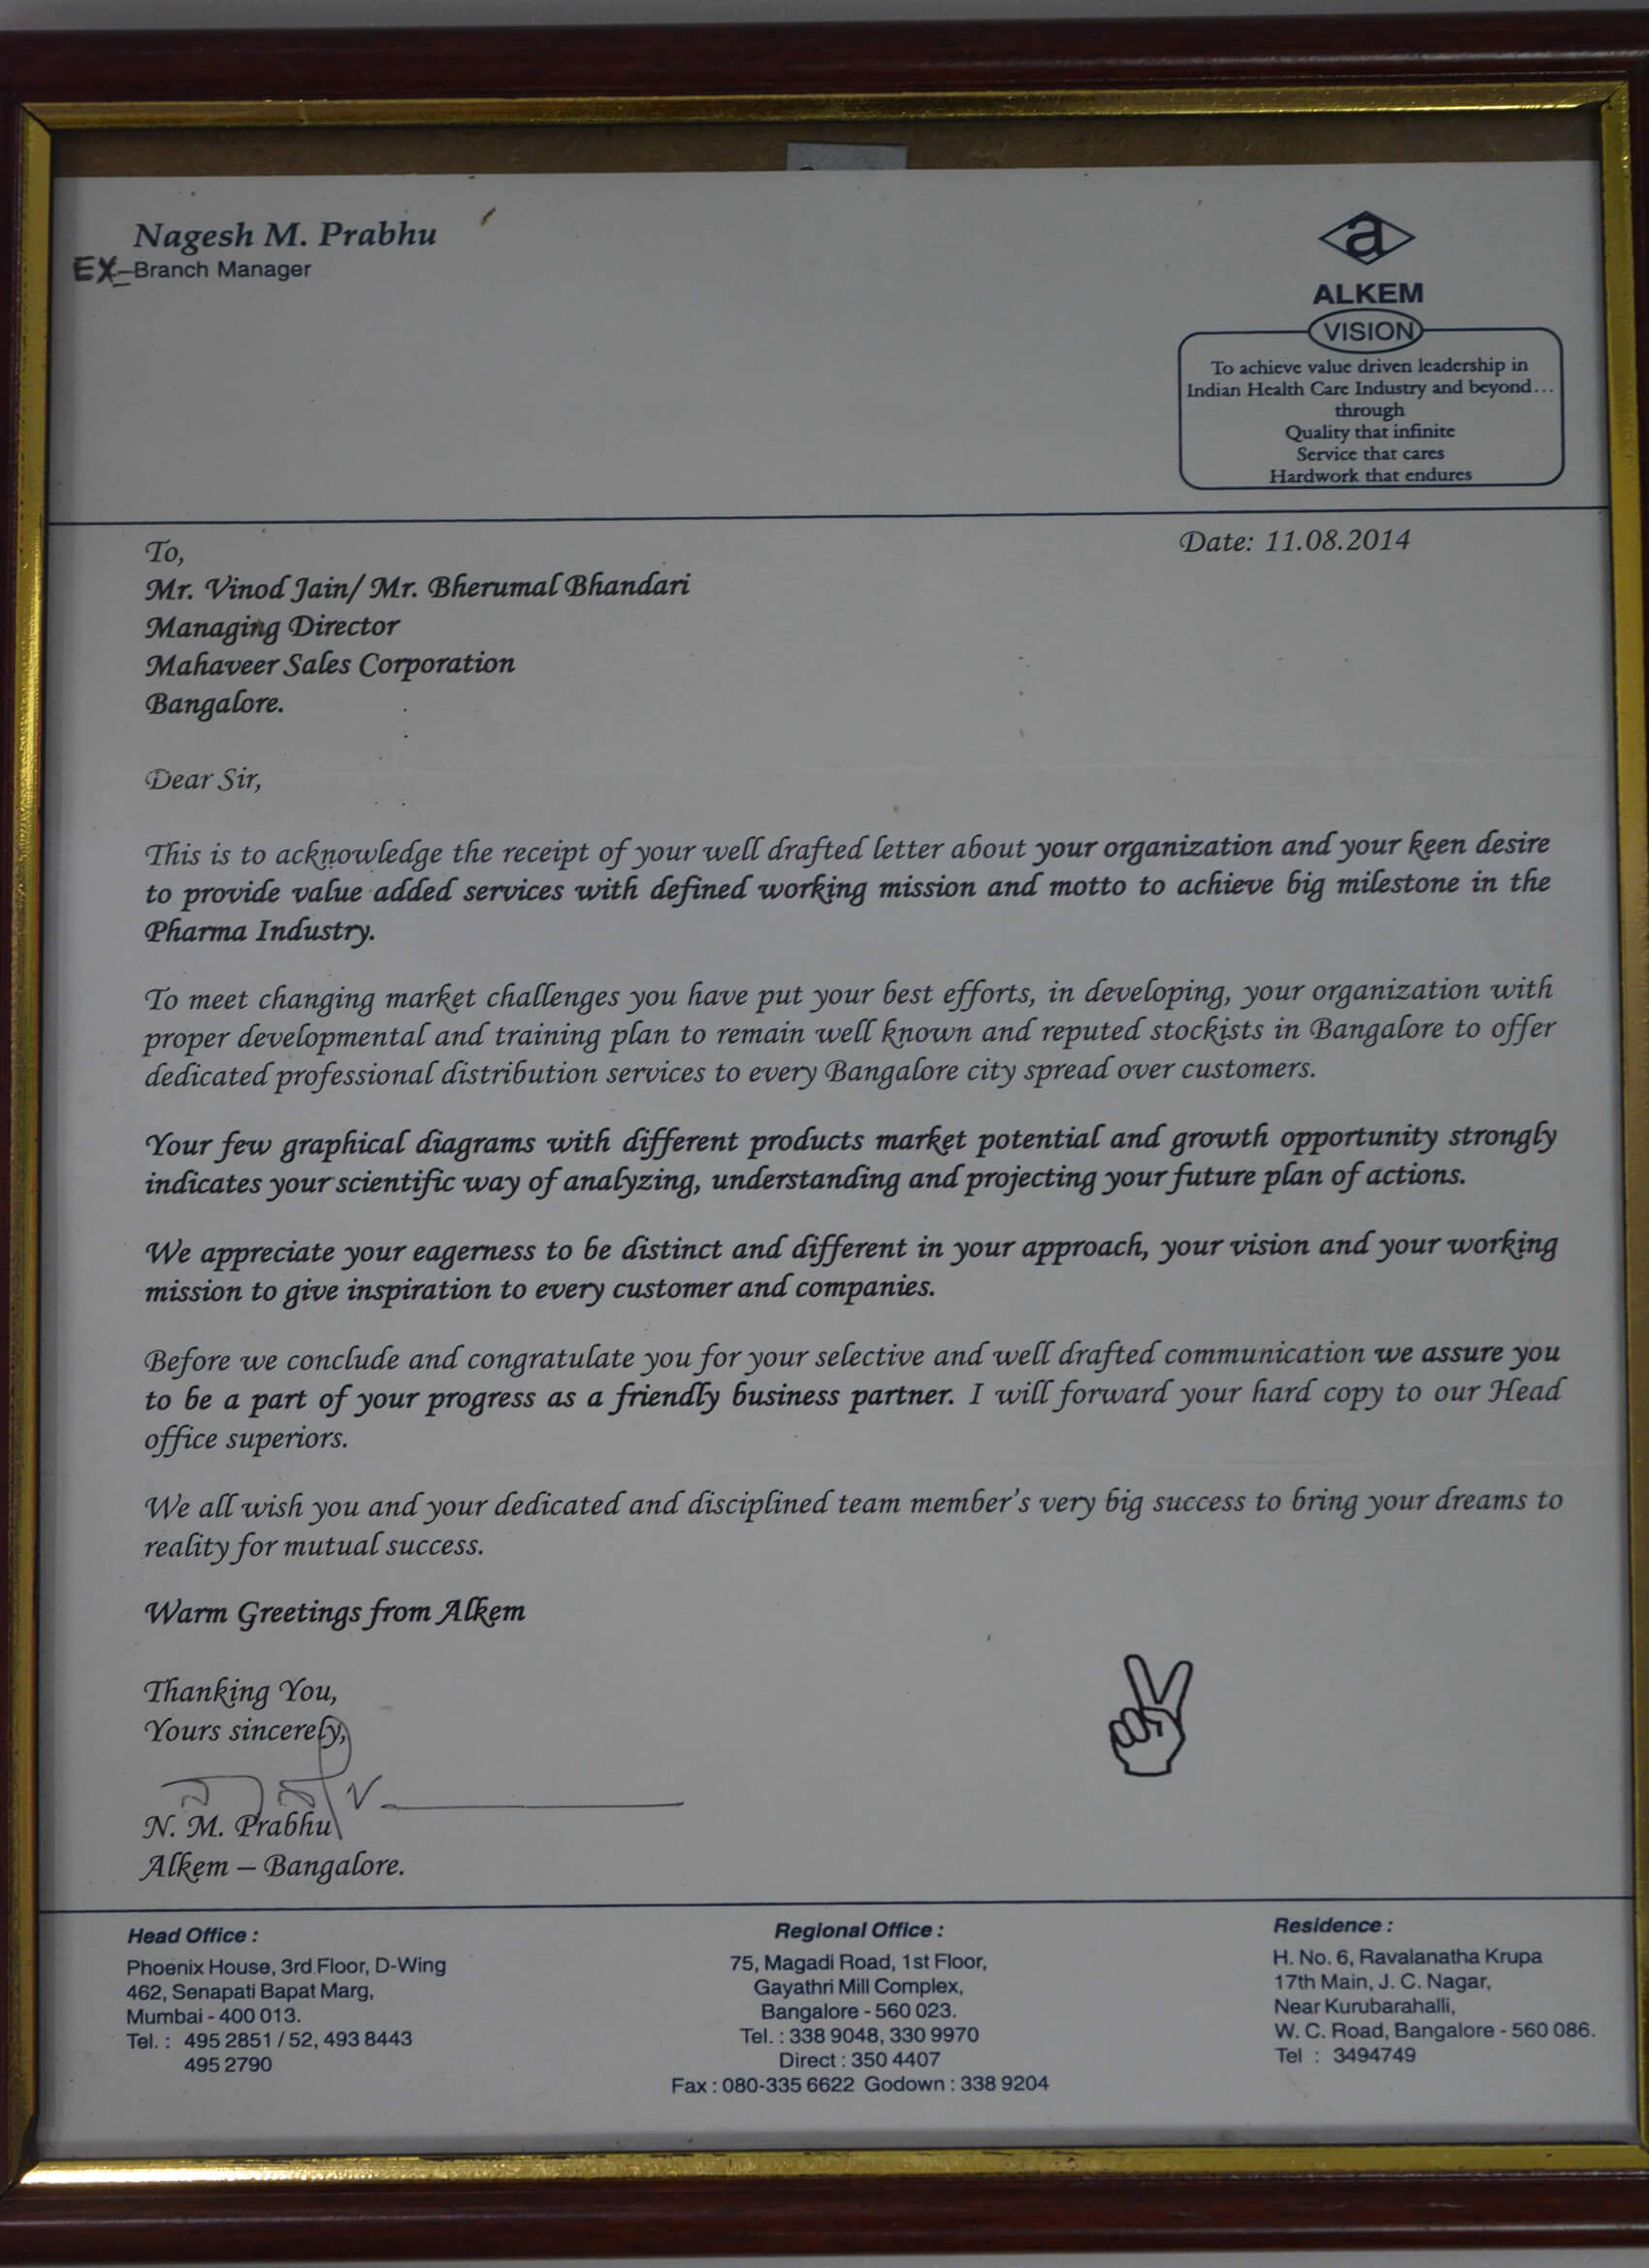 Nagesh M. Prabhu
EX-Branch Manager
a
ALKEM
VISION
To achieve value driven leadership in
Indian Health Care Industry and beyond...
through
Quality that infinite
Service that cares
Hardwork that endures
Date: 11.08.2014
To,
Mr. Vinod Jain/ Mr. Bherumal Bhandari
Managing Director
Mahaveer Sales Corporation
Bangalore.
Dear Sir,
This is to acknowledge the receipt of your well drafted letter about your organization and your keen desire
to provide value added services with defined working mission and motto to achieve big milestone in the
Pharma Industry.
To meet changing market challenges you have put your best efforts, in developing, your organization with
proper developmental and training plan to remain well known and reputed stockists in Bangalore to offer
dedicated professional distribution services to every Bangalore city spread over customers.
Your few graphical diagrams with different products market potential and growth opportunity strongly
indicates your scientific way of analyzing, understanding and projecting your future plan of actions.
We appreciate your eagerness to be distinct and different in your approach, your vision and your working
mission to give inspiration to every customer and companies.
Before we conclude and congratulate you for your selective and well drafted communication we assure you
to be a part of your progress as a friendly business partner. I will forward your hard copy to our Head
office superiors.
We all wish you and your dedicated and disciplined team member's very big success to bring your dreams to
reality for mutual success.
Warm Greetings from Alkem
Thanking You,
Yours sincerely,
N. M. Prabhu
Alkem – Bangalore.
Head Office :
Phoenix House, 3rd Floor, D-Wing
462, Senapati Bapat Marg,
Mumbai - 400 013.
Tel. : 495 2851 / 52, 493 8443
495 2790
Regional Office :
75, Magadi Road, 1st Floor,
Gayathri Mill Complex,
Bangalore - 560 023.
Tel. : 338 9048, 330 9970
Direct : 350 4407
Fax : 080-335 6622 Godown : 338 9204
Residence :
H. No. 6, Ravalanatha Krupa
17th Main, J. C. Nagar,
Near Kurubarahalli,
W. C. Road, Bangalore - 560 086.
Tel : 3494749